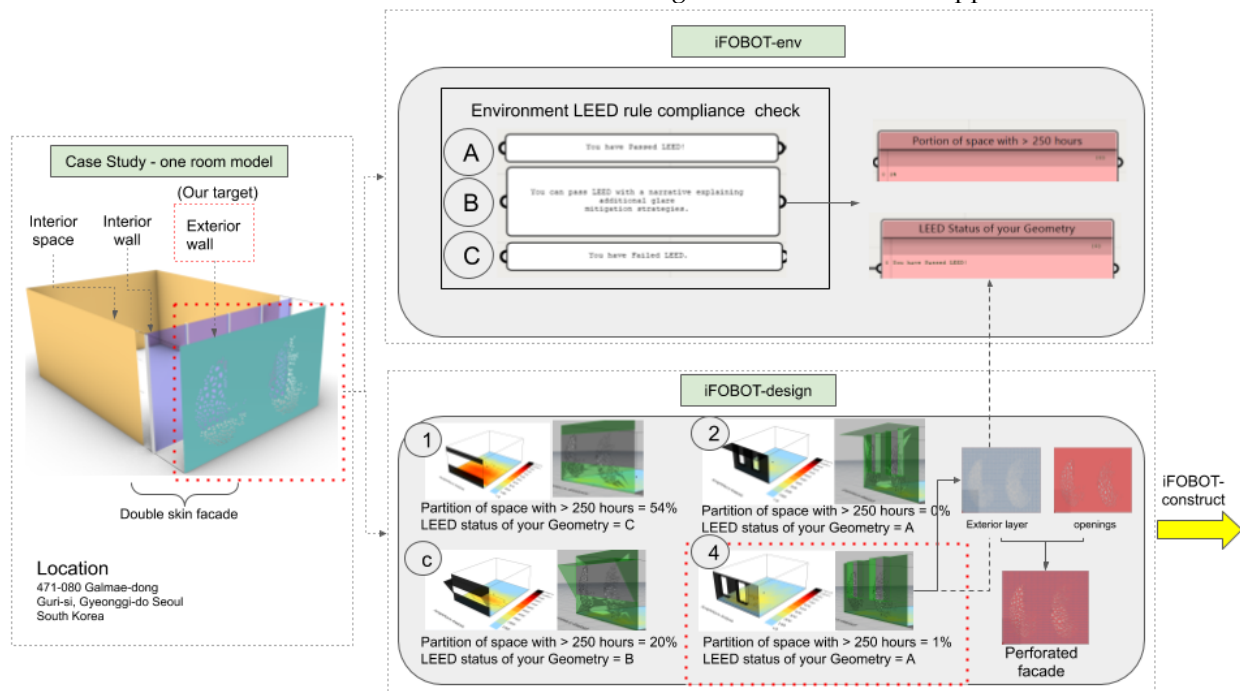 iFOBOT-env
Environment LEED rule compliance check
A
You have Passed LEED!
B
You can pass LEED with a narrative explaining
additional glare
mitigation strategies.
C
You have Failed LEED.
Portion of space with > 250 hours
LEED Status of your Geometry
You have Passed LEED!
Case Study - one room model
(Our target)
Interior
space
Interior
wall
Exterior
wall
Double skin facade
Location
471-080 Galmae-dong
Guri-si, Gyeonggi-do Seoul
South Korea
iFOBOT-design
1
Partition of space with > 250 hours = 54%
LEED status of your Geometry = C
2
Partition of space with > 250 hours = 0%
LEED status of your Geometry = A
c
Partition of space with > 250 hours = 20%
LEED status of your Geometry = B
4
Partition of space with > 250 hours = 1%
LEED status of your Geometry = A
Exterior layer
openings
Perforated
facade
iFOBOT-
construct